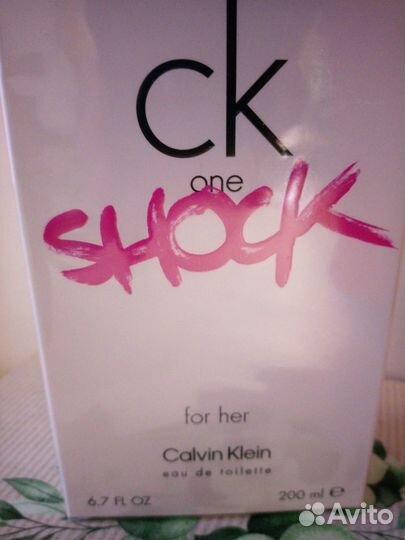 ck
one
SHOCK
for her
Calvin Klein
eau de toilette
6.7 FL OZ 200 ml ℮
Avito